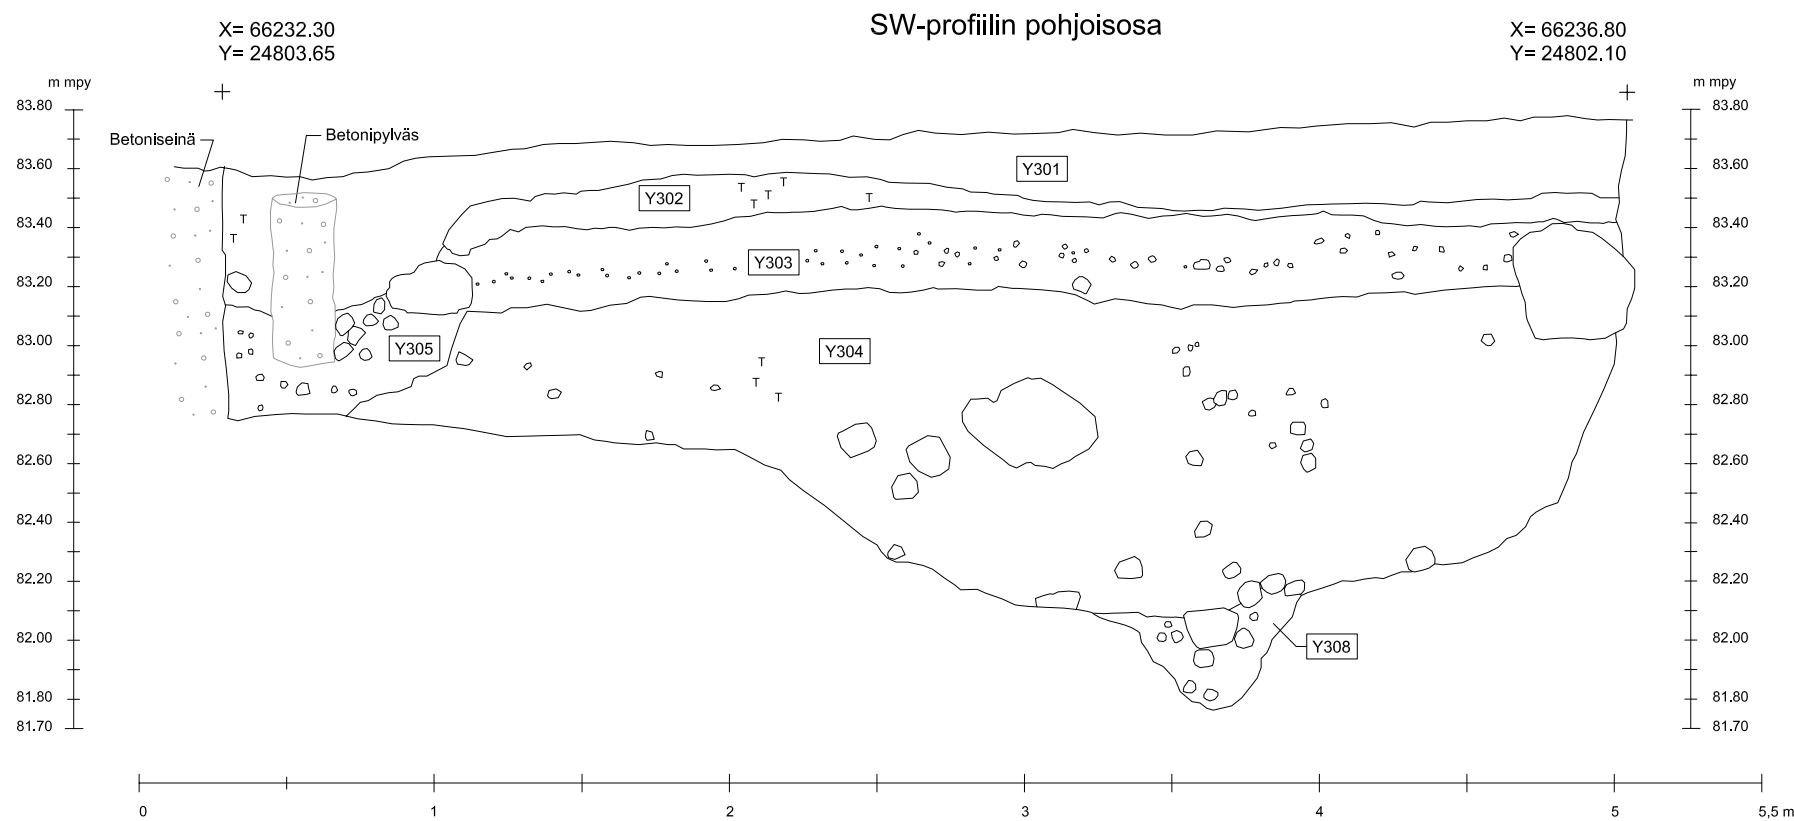 SW-profiilin pohjoisosa
X= 66232.30
Y= 24803.65
X= 66236.80
Y= 24802.10
m mpy
m mpy
83.80
83.60
83.40
83.20
83.00
82.80
82.60
82.40
82.20
82.00
81.80
81.70
Betoniseinä
Betonipylväs
Y301
Y302
T T T T T
T T
Y303
Y304
Y305
T T T
Y308
83.80
83.60
83.40
83.20
83.00
82.80
82.60
82.40
82.20
82.00
81.80
81.70
0 1 2 3 4 5 5,5 m